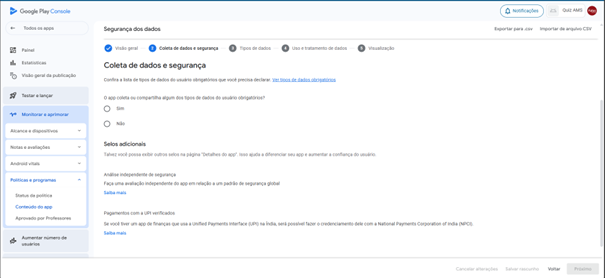 Google Play Console
Notificações
Quiz AMS
Todos os apps
Segurança dos dados
Exportar para .csv
Importar de arquivo CSV
Visão geral
2 Coleta de dados e segurança
3 Tipos de dados
4 Uso e tratamento de dados
5 Visualização
Painel
Estatísticas
Visão geral da publicação
Testar e lançar
Monitorar e aprimorar
Alcance e dispositivos
Notas e avaliações
Android vitals
Políticas e programas
Status da política
Conteúdo do app
Aprovado por Professores
Aumentar número de
usuários
Coleta de dados e segurança
Confira a lista de tipos de dados do usuário obrigatórios que você precisa declarar. Ver tipos de dados obrigatórios
O app coleta ou compartilha algum dos tipos de dados do usuário obrigatórios?
Sim
Não
Selos adicionais
Talvez você possa exibir outros selos na página "Detalhes do app". Isso ajuda a diferenciar seu app e aumentar a confiança do usuário.
Análise independente de segurança
Faça uma avaliação independente do app em relação a um padrão de segurança global
Saiba mais
Pagamentos com a UPI verificados
Se você tiver um app de finanças que usa a Unified Payments Interface (UPI) na Índia, será possível fazer o credenciamento dele com a National Payments Corporation of India (NPCI).
Saiba mais
Cancelar alterações
Salvar rascunho
Voltar
Próximo